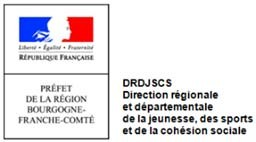 Liberté • Égalité • Fraternité
RÉPUBLIQUE FRANÇAISE
PRÉFET
DE LA RÉGION
BOURGOGNE-
FRANCHE-COMTÉ
DRDJSCS
Direction régionale
et départementale
de la jeunesse, des sports
et de la cohésion sociale